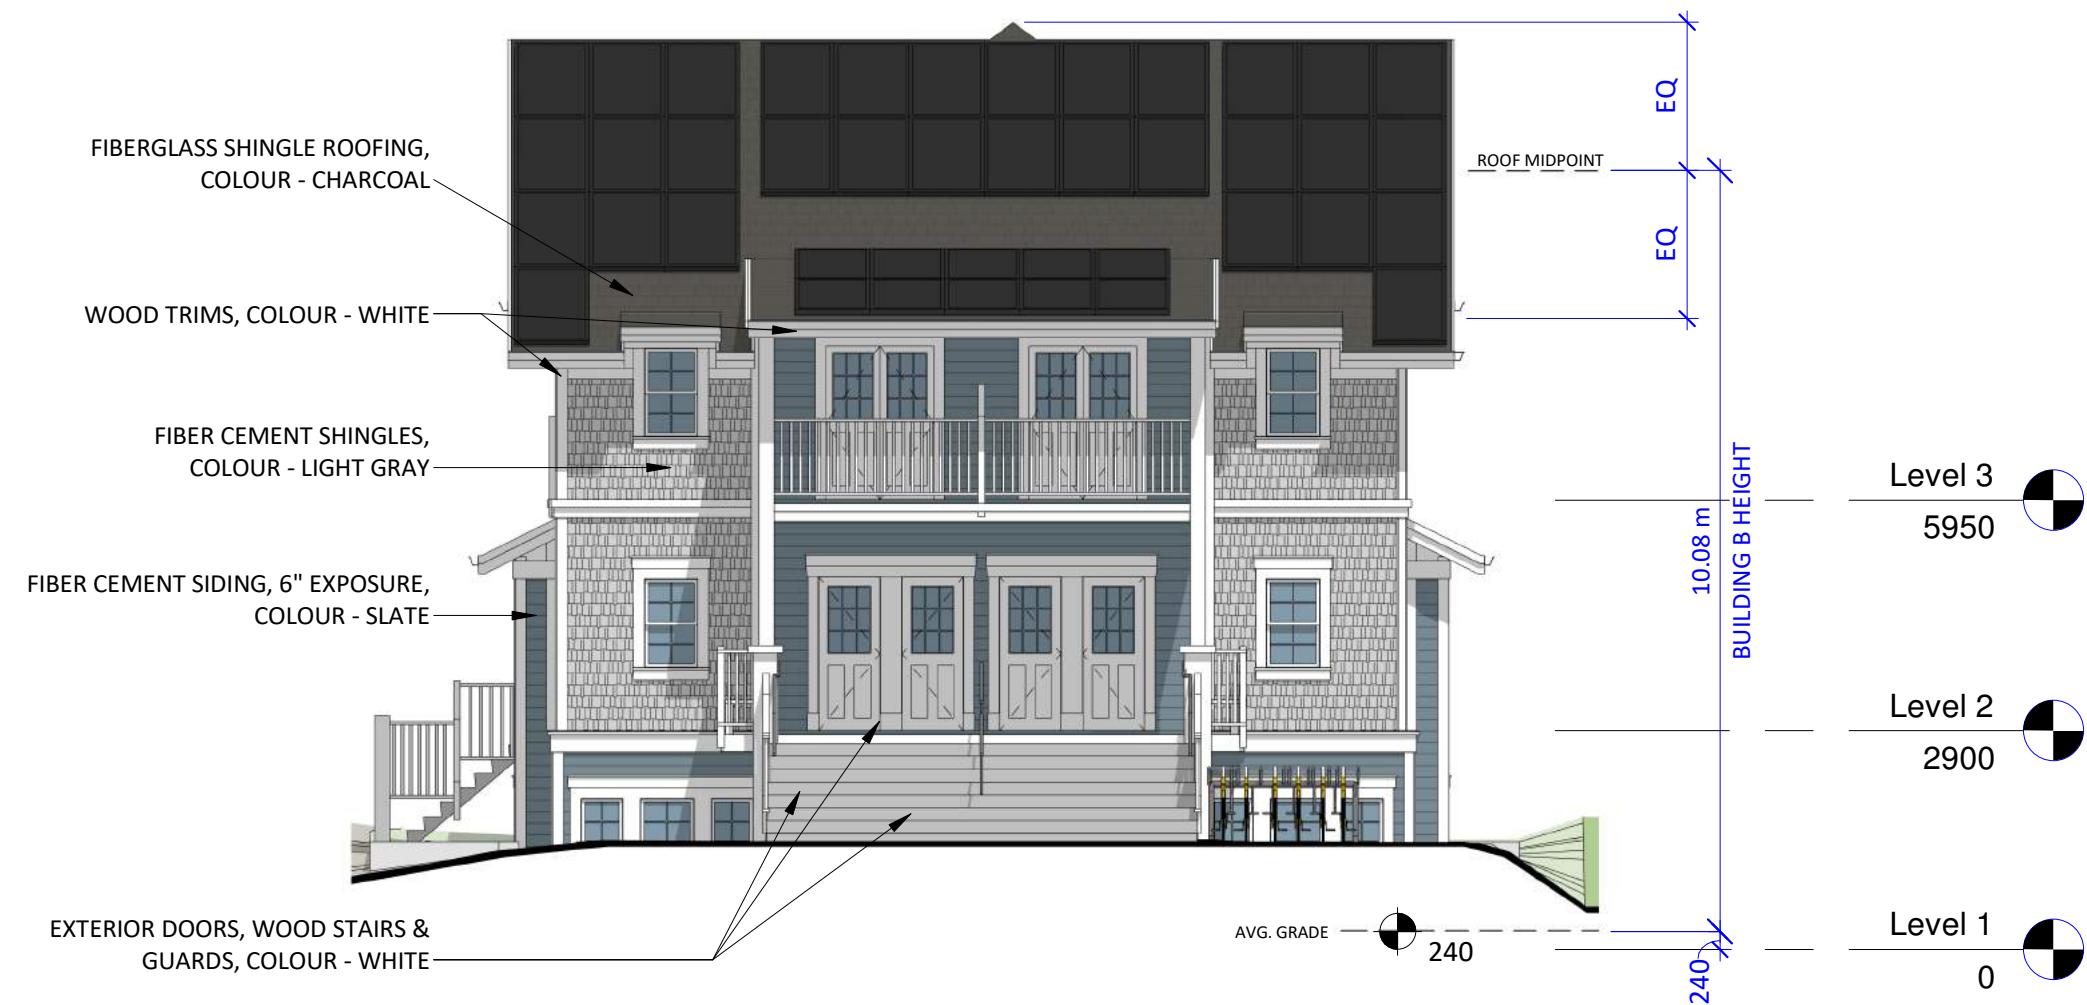 FIBERGLASS SHINGLE ROOFING,
COLOUR - CHARCOAL
WOOD TRIMS, COLOUR - WHITE
FIBER CEMENT SHINGLES,
COLOUR - LIGHT GRAY
FIBER CEMENT SIDING, 6" EXPOSURE,
COLOUR - SLATE
EXTERIOR DOORS, WOOD STAIRS &
GUARDS, COLOUR - WHITE
EQ
ROOF MIDPOINT
EQ
10.08 m
BUILDING B HEIGHT
Level 3
5950
Level 2
2900
AVG. GRADE
240
240
Level 1
0